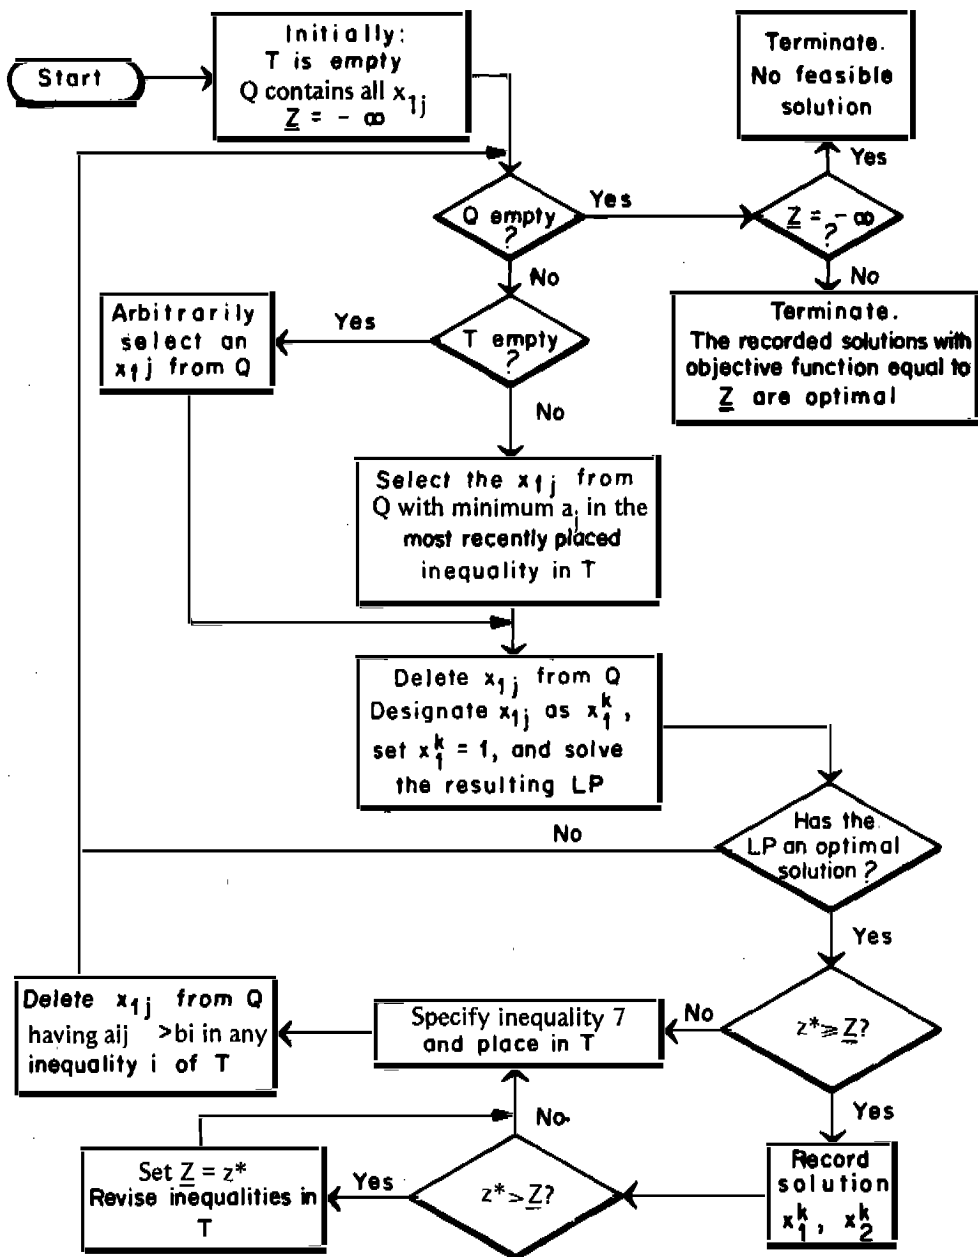 Start
Initially:
T is empty
Q contains all x1j
Z = - ∞
Terminate.
No feasible
solution
Yes
Q empty
?
Yes
Z = - ∞
?
No
No
Arbitrarily
select an
x1j from Q
Yes
T empty
?
Terminate.
The recorded solutions with
objective function equal to
Z are optimal
No
Select the x1j from
Q with minimum aj in the
most recently placed
inequality in T
Delete x1j from Q
Designate x1j as x1^k,
set x1^k = 1, and solve
the resulting LP
No
Has the
LP an optimal
solution?
Yes
Delete x1j from Q
having aij >bi in any
inequality i of T
Specify inequality 7
and place in T
No
z*≥Z?
Yes
No.
Set Z = z*
Revise inequalities in
T
Yes
z*>Z?
Record
solution
x1^k, x2^k